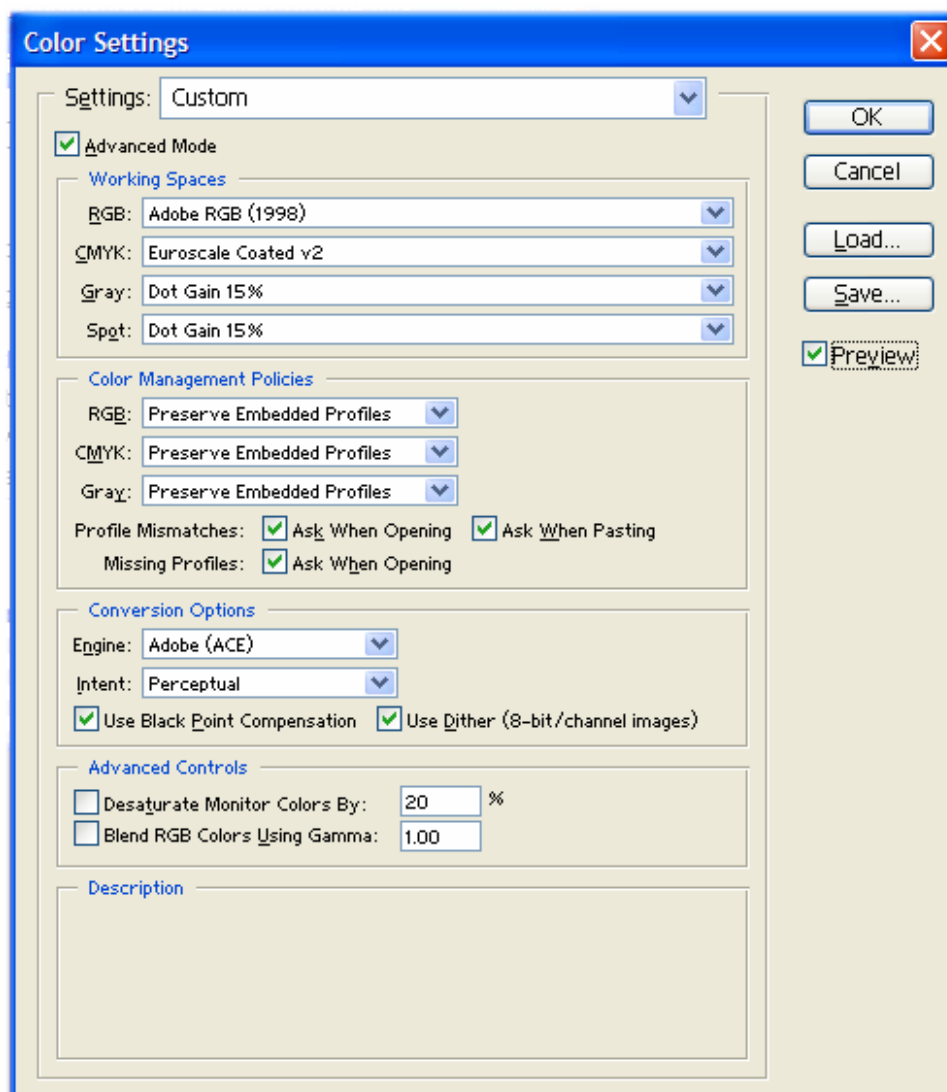 Color Settings
Settings: Custom
Advanced Mode
Working Spaces
RGB: Adobe RGB (1998)
CMYK: Euroscale Coated v2
Gray: Dot Gain 15%
Spot: Dot Gain 15%
Color Management Policies
RGB: Preserve Embedded Profiles
CMYK: Preserve Embedded Profiles
Gray: Preserve Embedded Profiles
Profile Mismatches: Ask When Opening Ask When Pasting
Missing Profiles: Ask When Opening
Conversion Options
Engine: Adobe (ACE)
Intent: Perceptual
Use Black Point Compensation Use Dither (8-bit/channel images)
Advanced Controls
Desaturate Monitor Colors By: 20 %
Blend RGB Colors Using Gamma: 1.00
Description
OK
Cancel
Load...
Save...
Preview